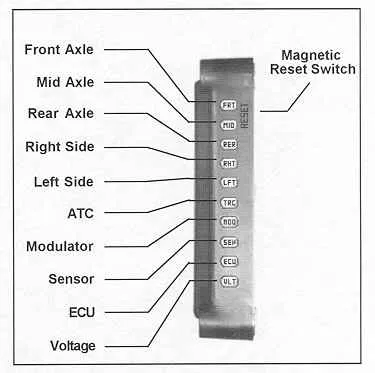 Front Axle
Mid Axle
Rear Axle
Right Side
Left Side
ATC
Modulator
Sensor
ECU
Voltage
Magnetic
Reset Switch
FRT
MID
RER
RHT
LFT
TRC
MOD
SEN
ECU
VLT
RESET